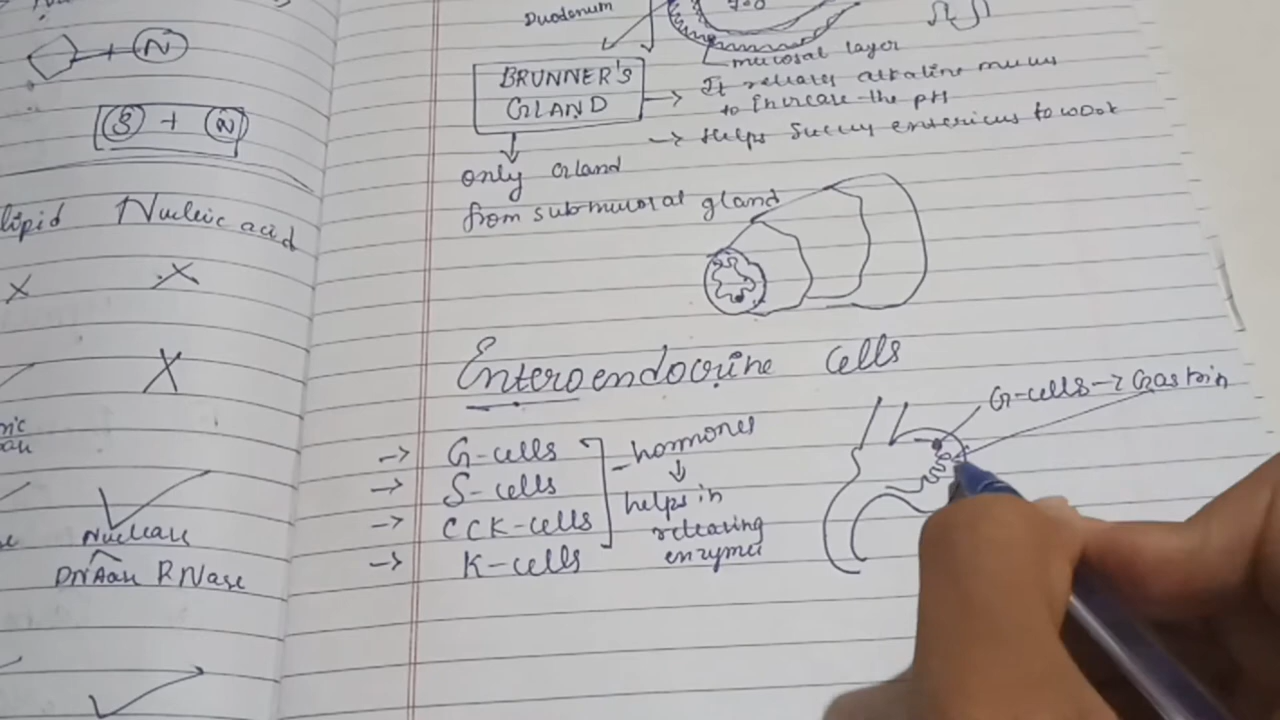 N
S + N
lipid Nucleic acid
Nuclease
DNAase RNase
Duodenum
mucosal layer
BRUNNER'S
GLAND
It releases alkaline mucus
to increase the pH
Helps Succus entericus to work
only Gland
from submucosal gland
Enteroendocrine cells
G-cells
S-cells
CCK-cells
K-cells
hormones
helps in
releasing
enzyme
G-cells → Gastrin